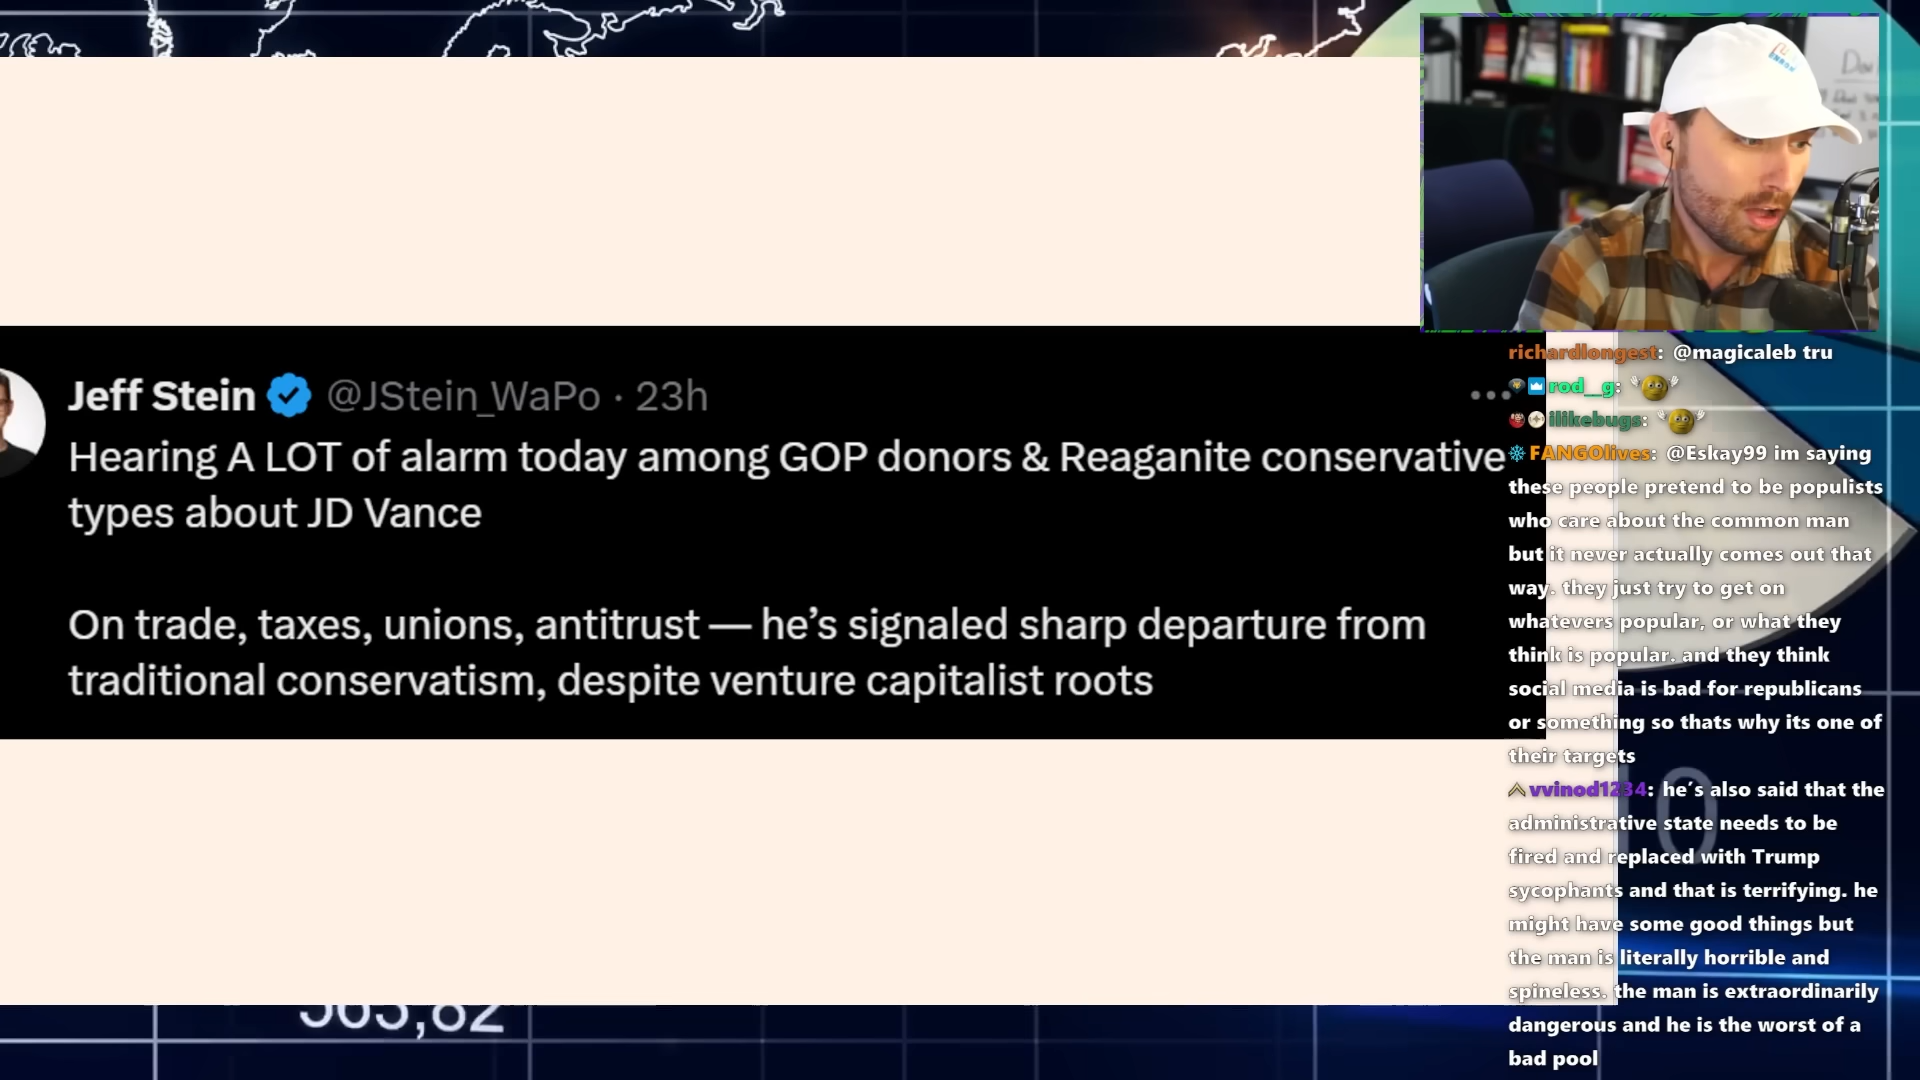 Jeff Stein @JStein_WaPo · 23h
Hearing A LOT of alarm today among GOP donors & Reaganite conservative
types about JD Vance
On trade, taxes, unions, antitrust — he’s signaled sharp departure from
traditional conservatism, despite venture capitalist roots
richardlongest: @magicaleb tru
rod__g:
ilikebugs:
FANGOlives: @Eskay99 im saying
these people pretend to be populists
who care about the common man
but it never actually comes out that
way. they just try to get on
whatevers popular, or what they
think is popular. and they think
social media is bad for republicans
or something so thats why its one of
their targets
vvinod1234: he's also said that the
administrative state needs to be
fired and replaced with Trump
sycophants and that is terrifying. he
might have some good things but
the man is literally horrible and
spineless. the man is extraordinarily
dangerous and he is the worst of a
bad pool